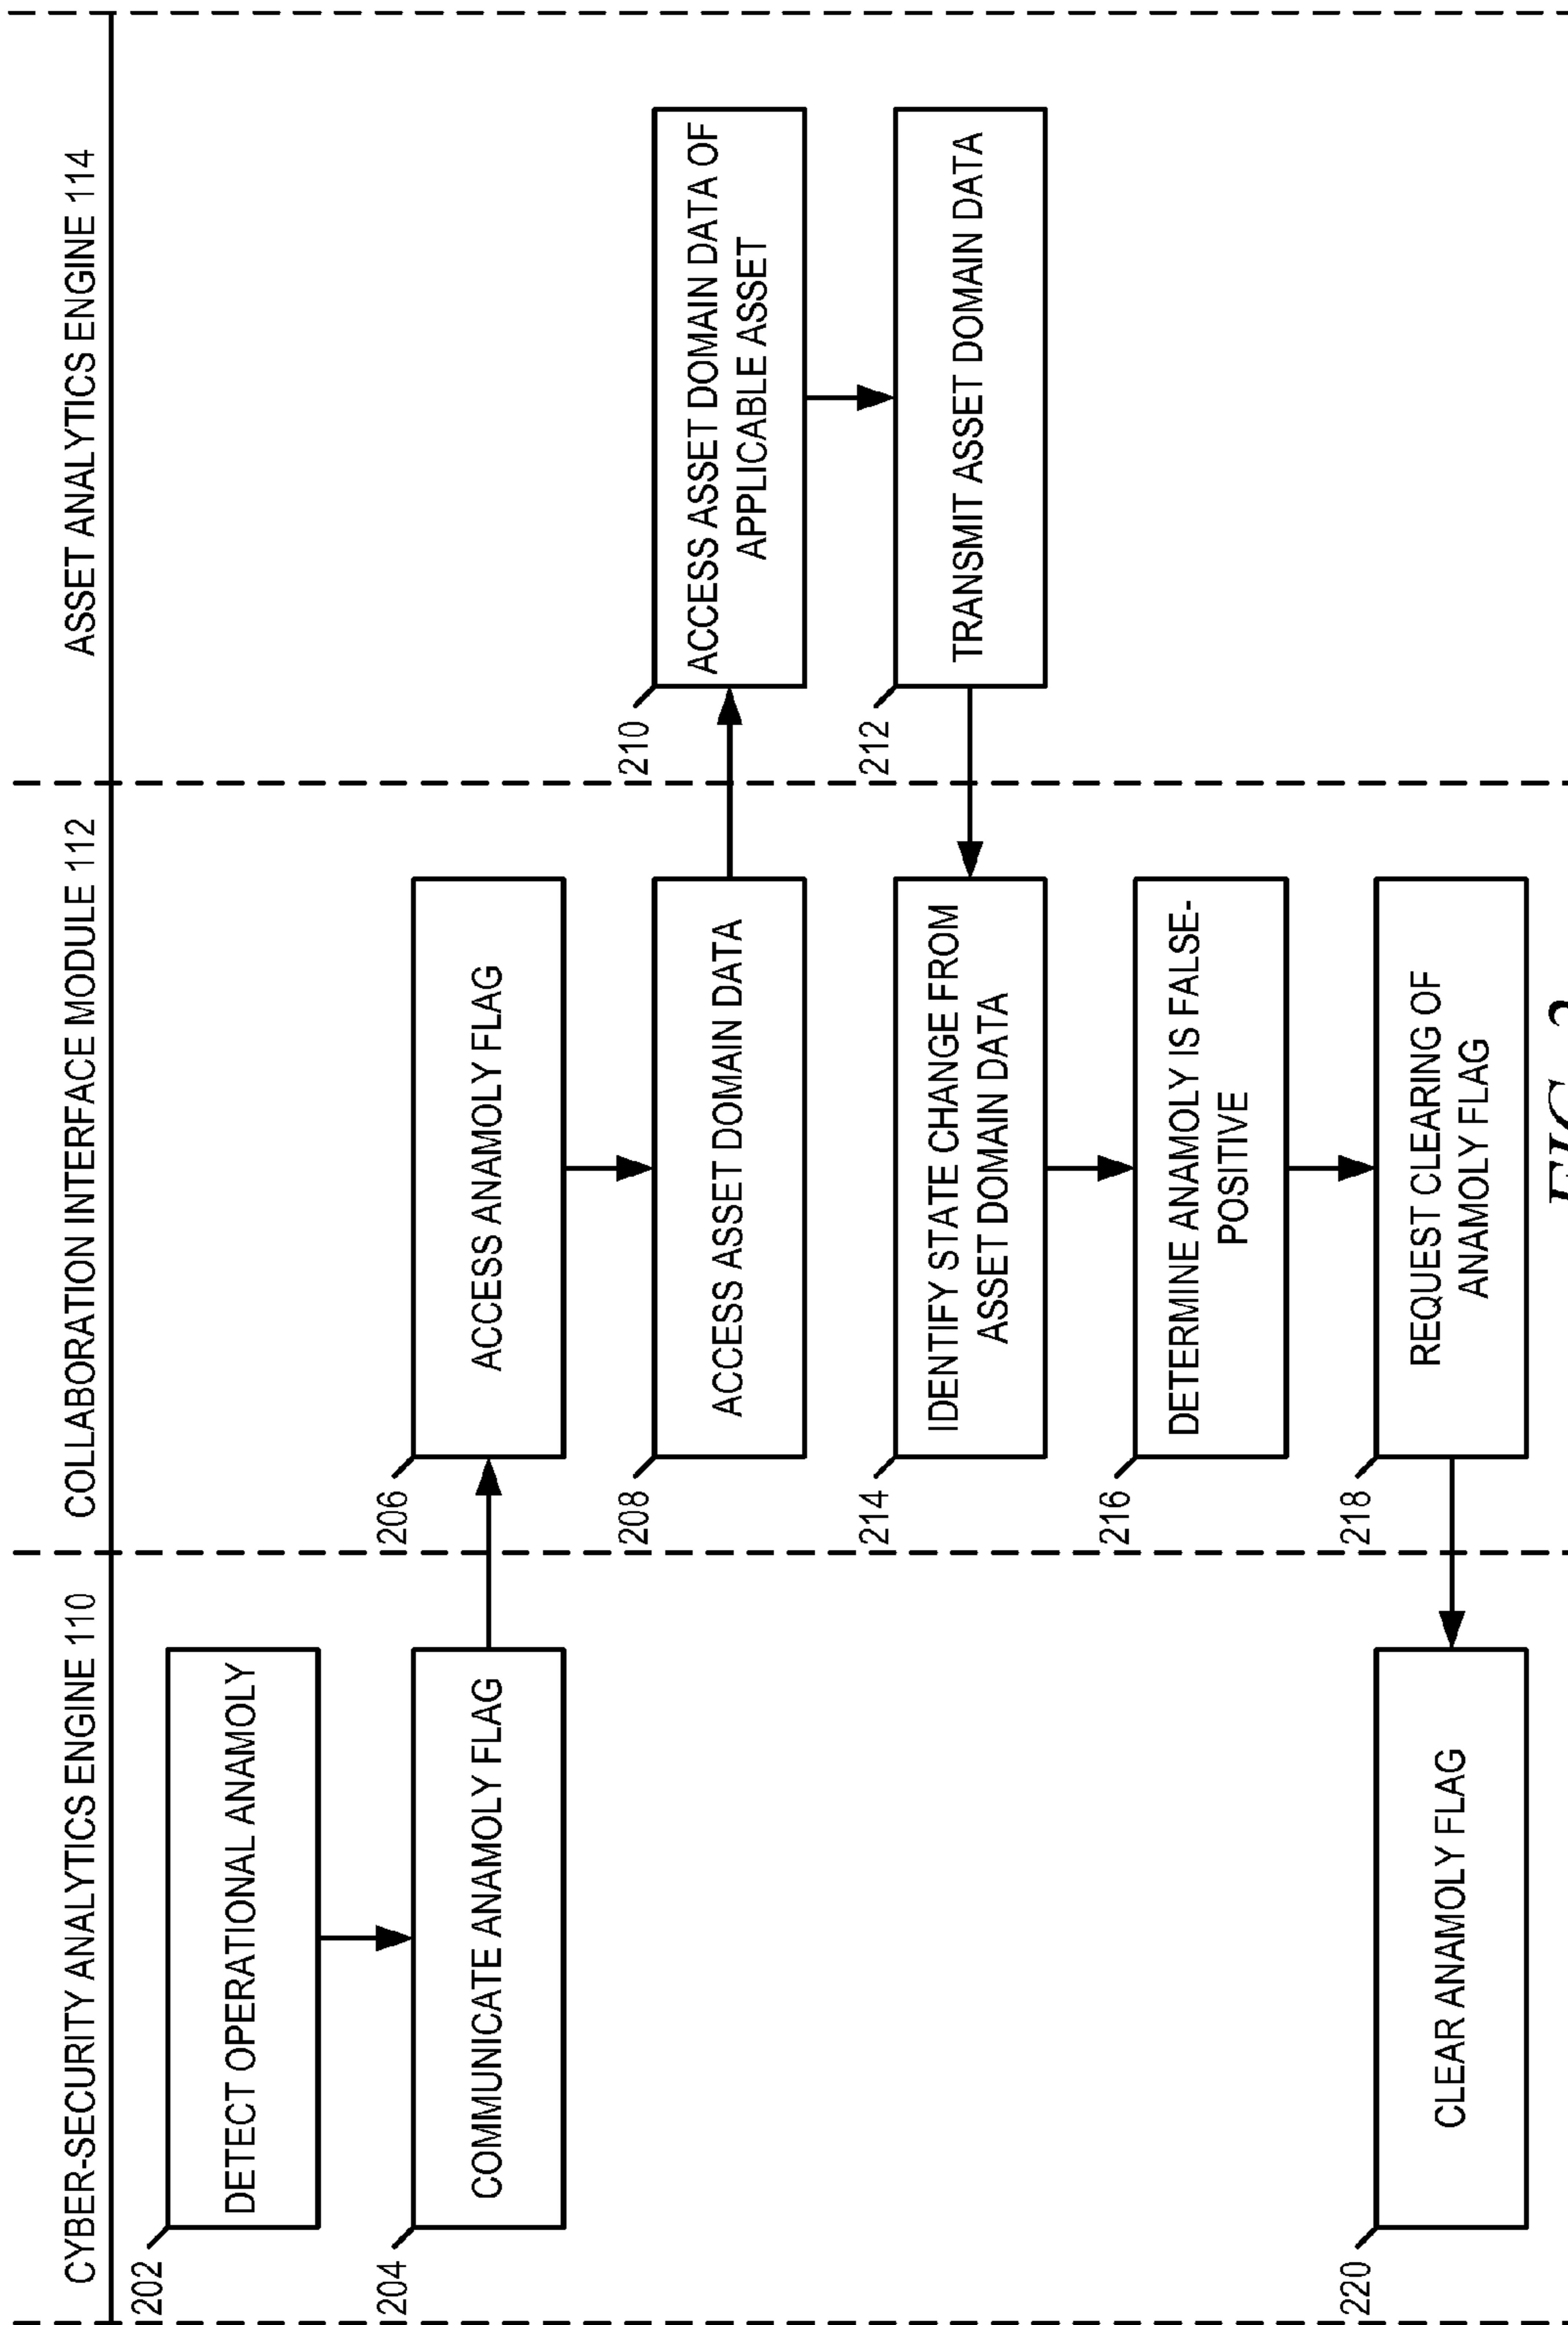 CYBER-SECURITY ANALYTICS ENGINE 110
COLLABORATION INTERFACE MODULE 112
ASSET ANALYTICS ENGINE 114
202
DETECT OPERATIONAL ANAMOLY
204
COMMUNICATE ANAMOLY FLAG
206
ACCESS ANAMOLY FLAG
208
ACCESS ASSET DOMAIN DATA
210
ACCESS ASSET DOMAIN DATA OF
APPLICABLE ASSET
212
TRANSMIT ASSET DOMAIN DATA
214
IDENTIFY STATE CHANGE FROM
ASSET DOMAIN DATA
216
DETERMINE ANAMOLY IS FALSE-
POSITIVE
218
REQUEST CLEARING OF
ANAMOLY FLAG
220
CLEAR ANAMOLY FLAG